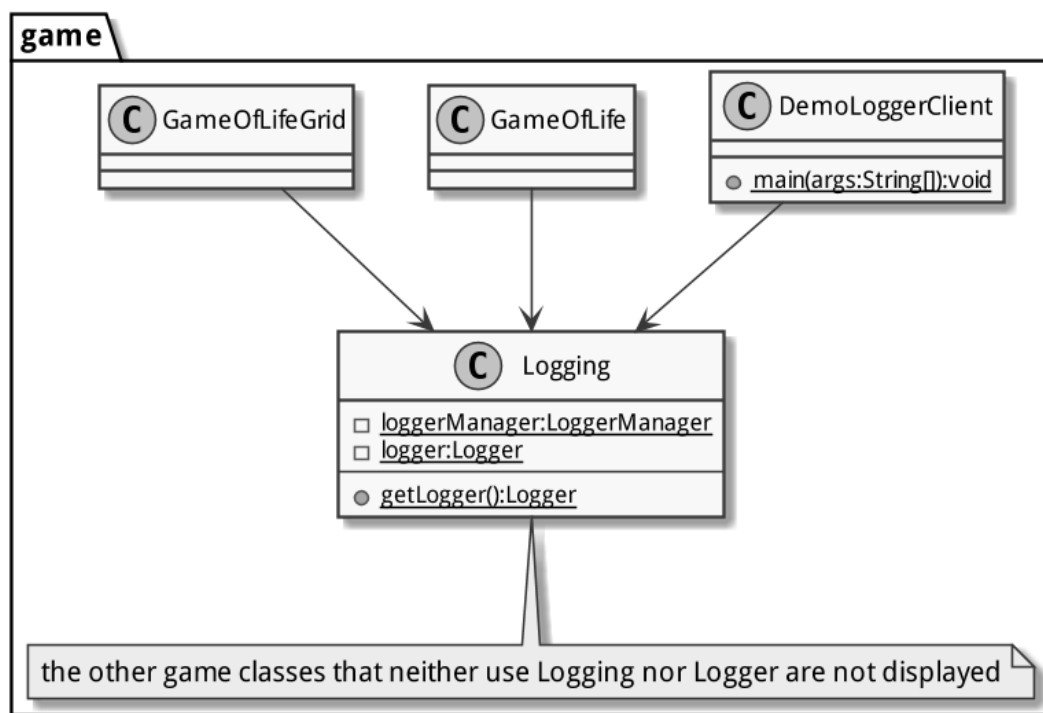 game
C GameOfLifeGrid
C GameOfLife
C DemoLoggerClient
main(args:String[]):void
C Logging
loggerManager:LoggerManager
logger:Logger
getLogger():Logger
the other game classes that neither use Logging nor Logger are not displayed